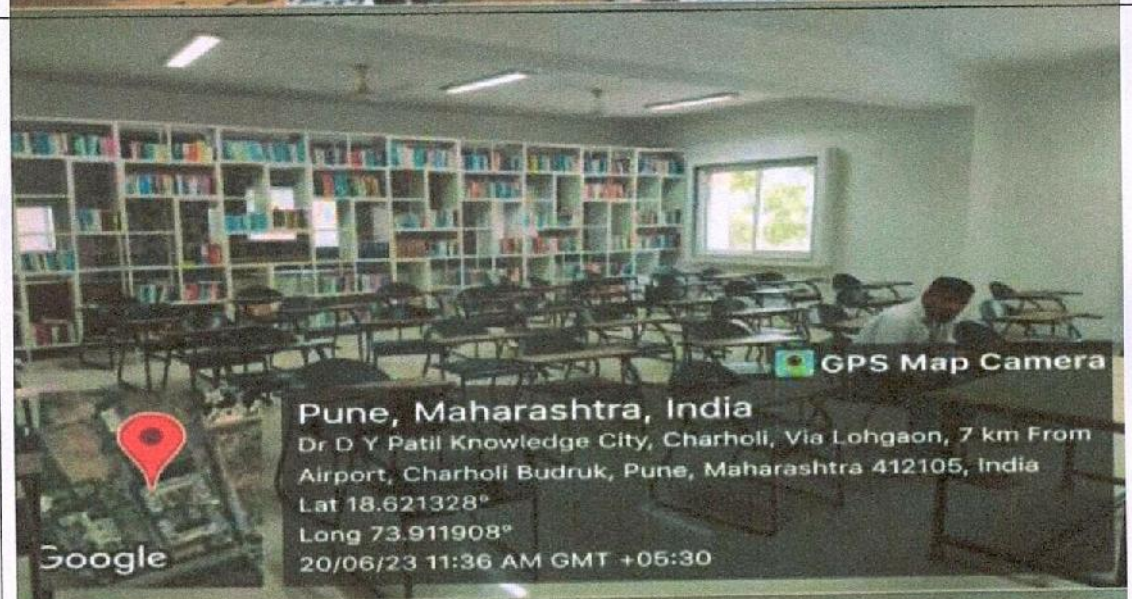 GPS Map Camera
Pune, Maharashtra, India
Dr D Y Patil Knowledge City, Charholi, Via Lohgaon, 7 km From
Airport, Charholi Budruk, Pune, Maharashtra 412105, India
Lat 18.621328°
Long 73.911908°
20/06/23 11:36 AM GMT +05:30
Google